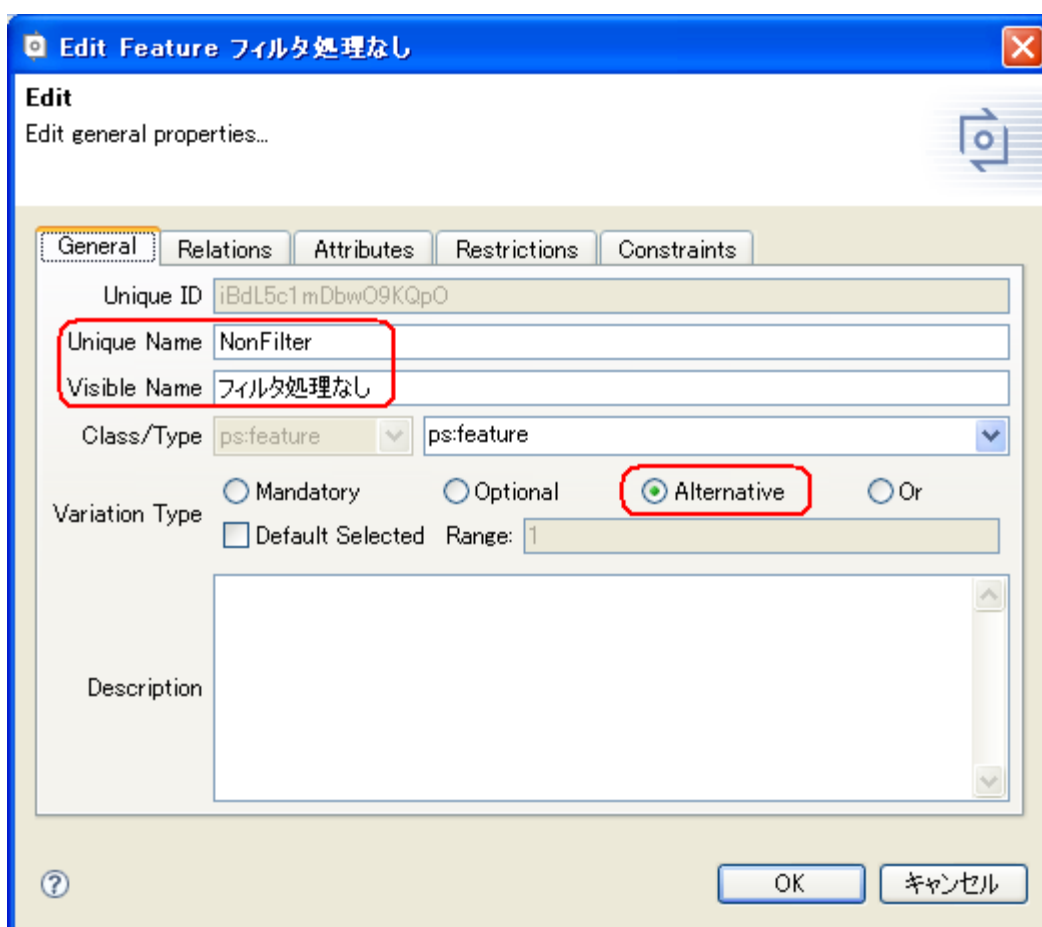 Edit Feature フィルタ処理なし
Edit
Edit general properties...
General Relations Attributes Restrictions Constraints
Unique ID iBdL5c1mDbwO9KQpO
Unique Name NonFilter
Visible Name フィルタ処理なし
Class/Type ps:feature ps:feature
Variation Type
Mandatory Optional Alternative Or
Default Selected Range: 1
Description
OK キャンセル